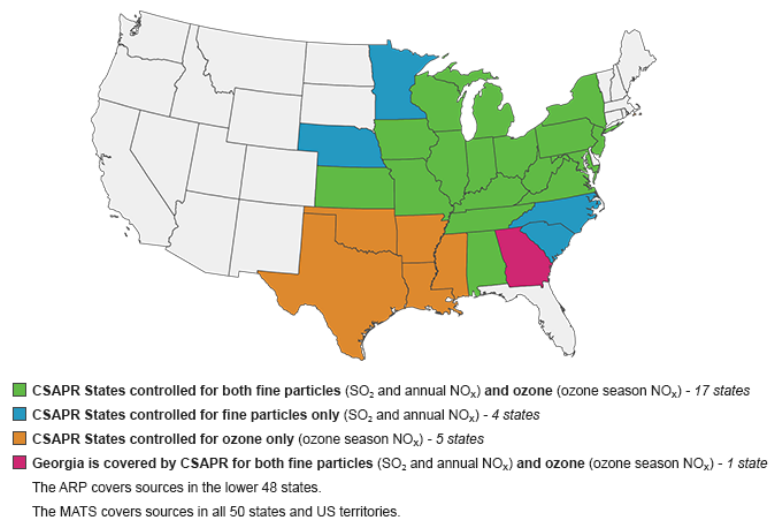 CSAPR States controlled for both fine particles (SO₂ and annual NOₓ) and ozone (ozone season NOₓ) - 17 states
CSAPR States controlled for fine particles only (SO₂ and annual NOₓ) - 4 states
CSAPR States controlled for ozone only (ozone season NOₓ) - 5 states
Georgia is covered by CSAPR for both fine particles (SO₂ and annual NOₓ) and ozone (ozone season NOₓ) - 1 state
The ARP covers sources in the lower 48 states.
The MATS covers sources in all 50 states and US territories.